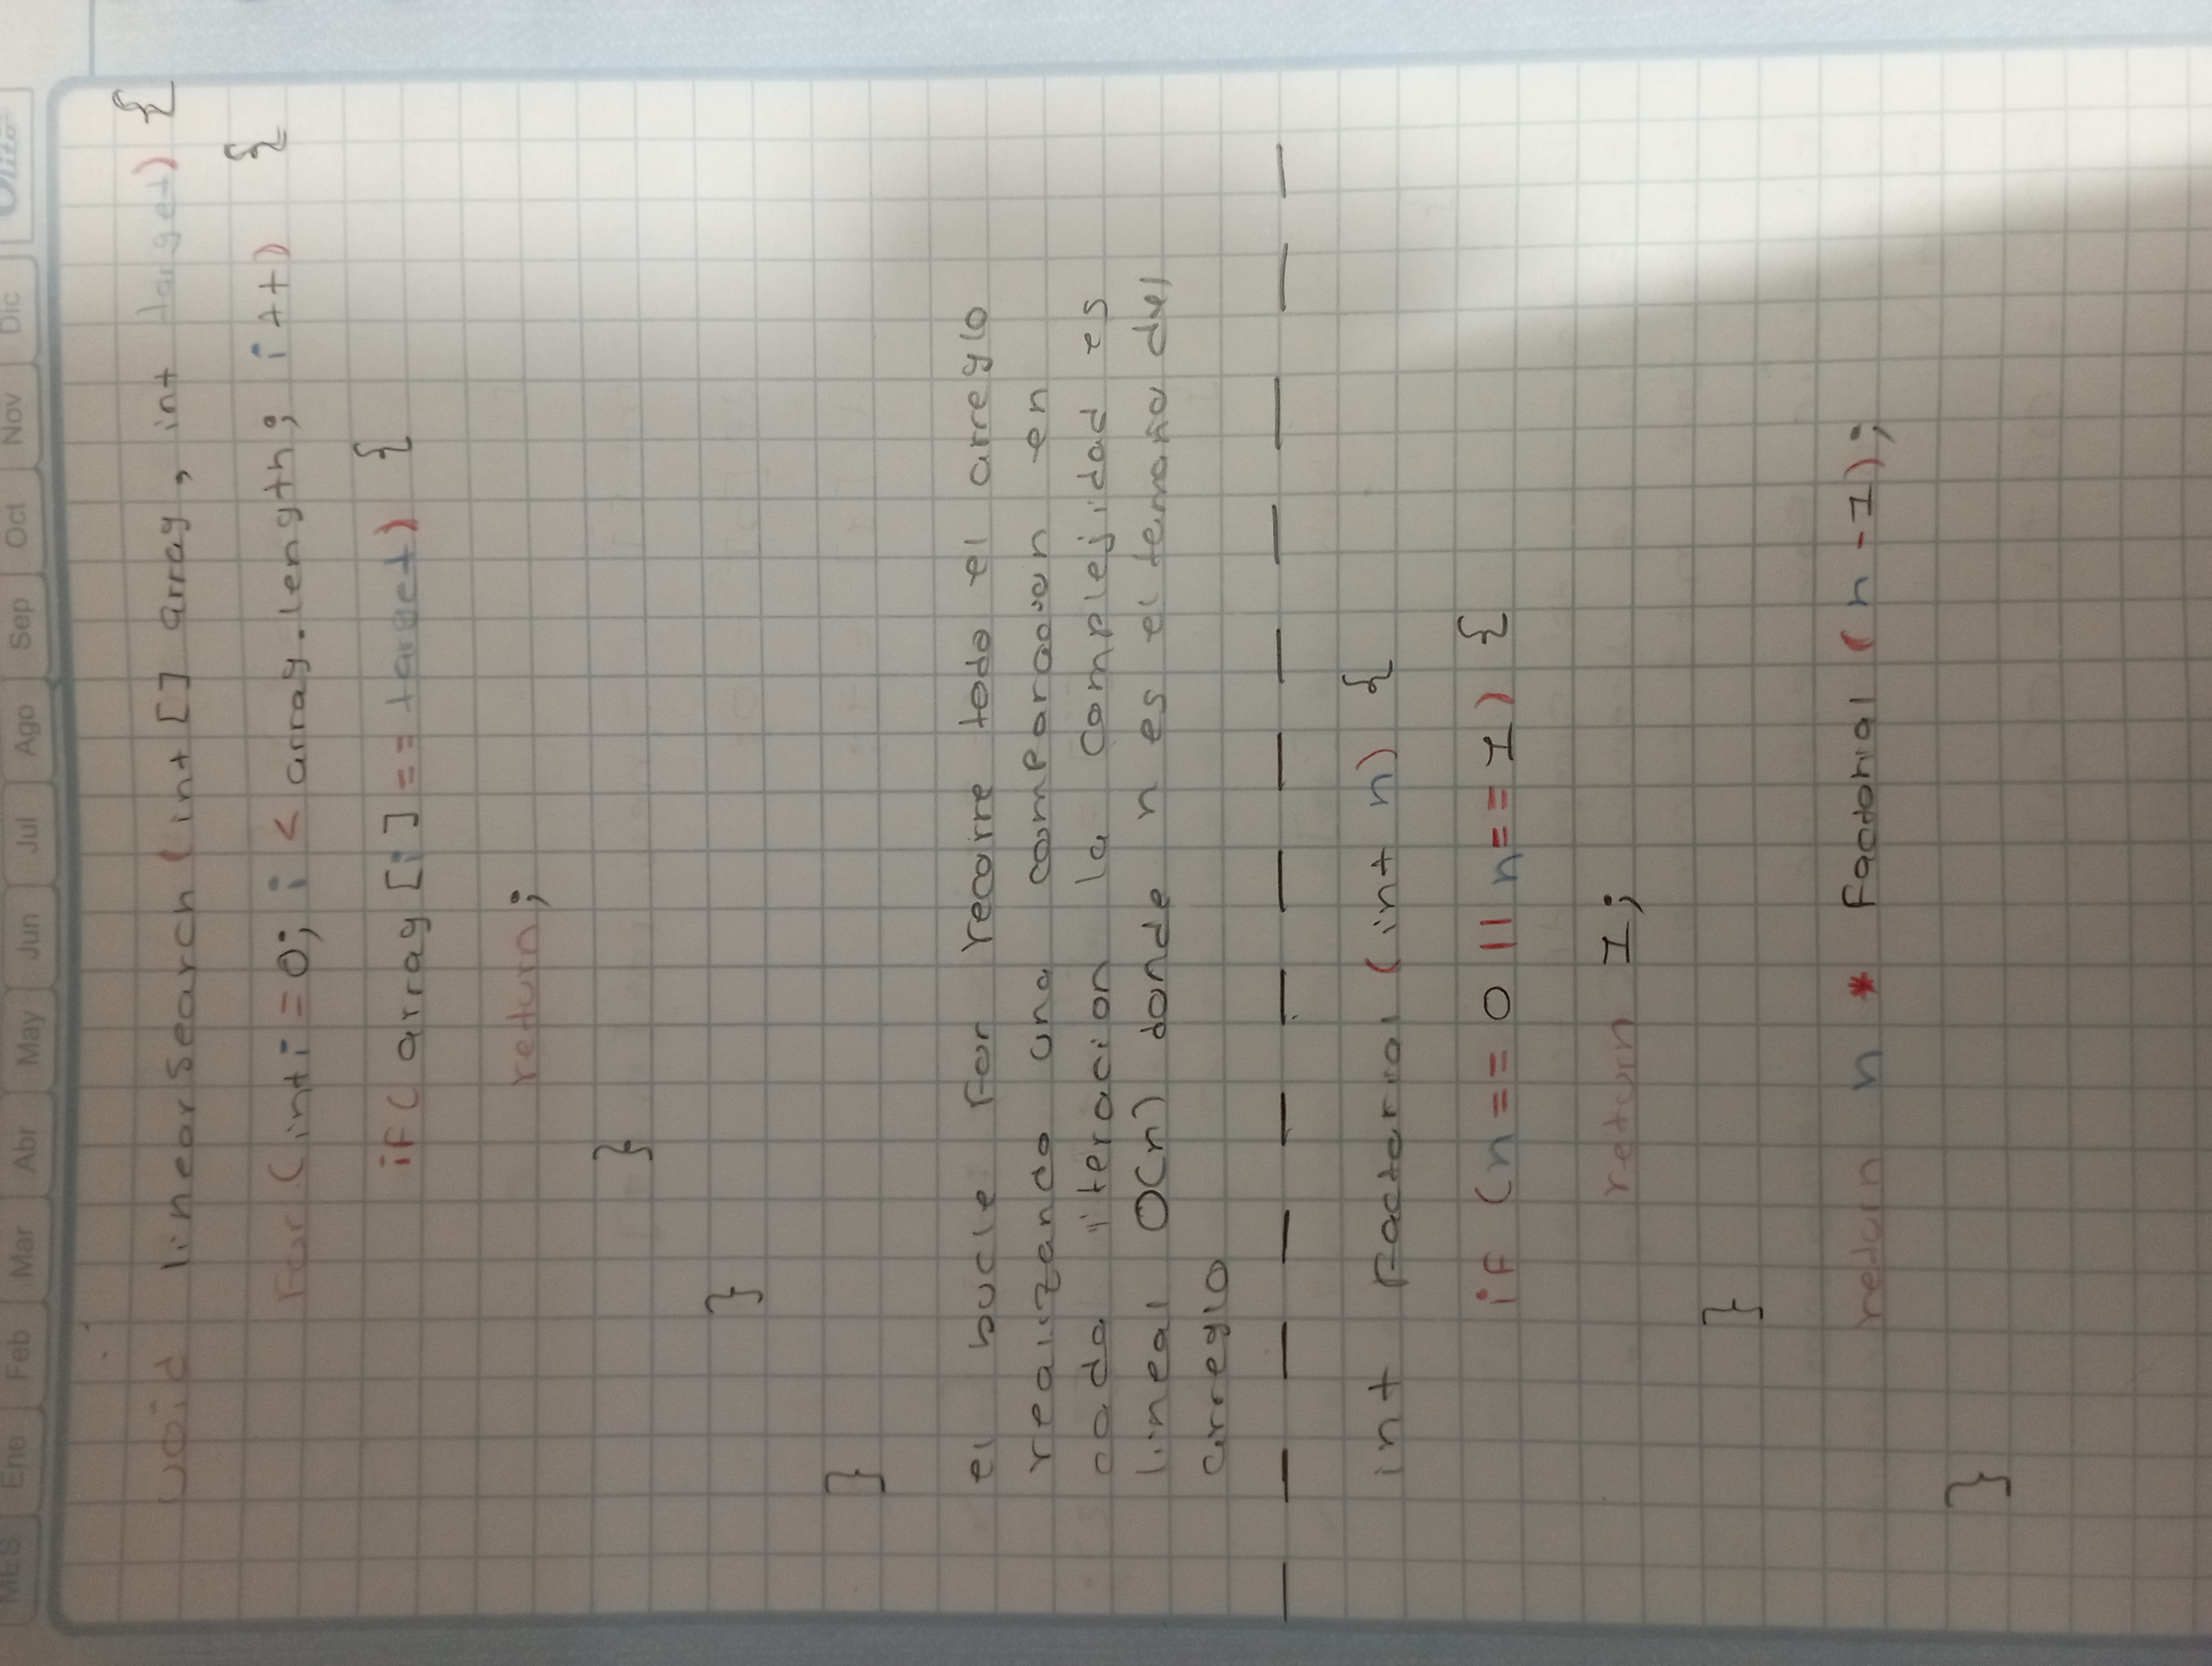 MES Ene Feb Mar Abr May Jun Jul Ago Sep Oct Nov Dic
void linearSearch (int [] array, int target) {
for (int i = 0; i < array.length; i++) {
if( array [i] == target) {
return;
}
}
}
el bucle for recorre todo el arreglo
realizando una comparacion en
cada iteracion la complejidad es
lineal O(n) donde n es el tamaño del
arreglo
— — — — — — — — — — — — —
int Factorial (int n) {
if (n == 0 || n == 1) {
return 1;
}
return n * Factorial (n-1);
}